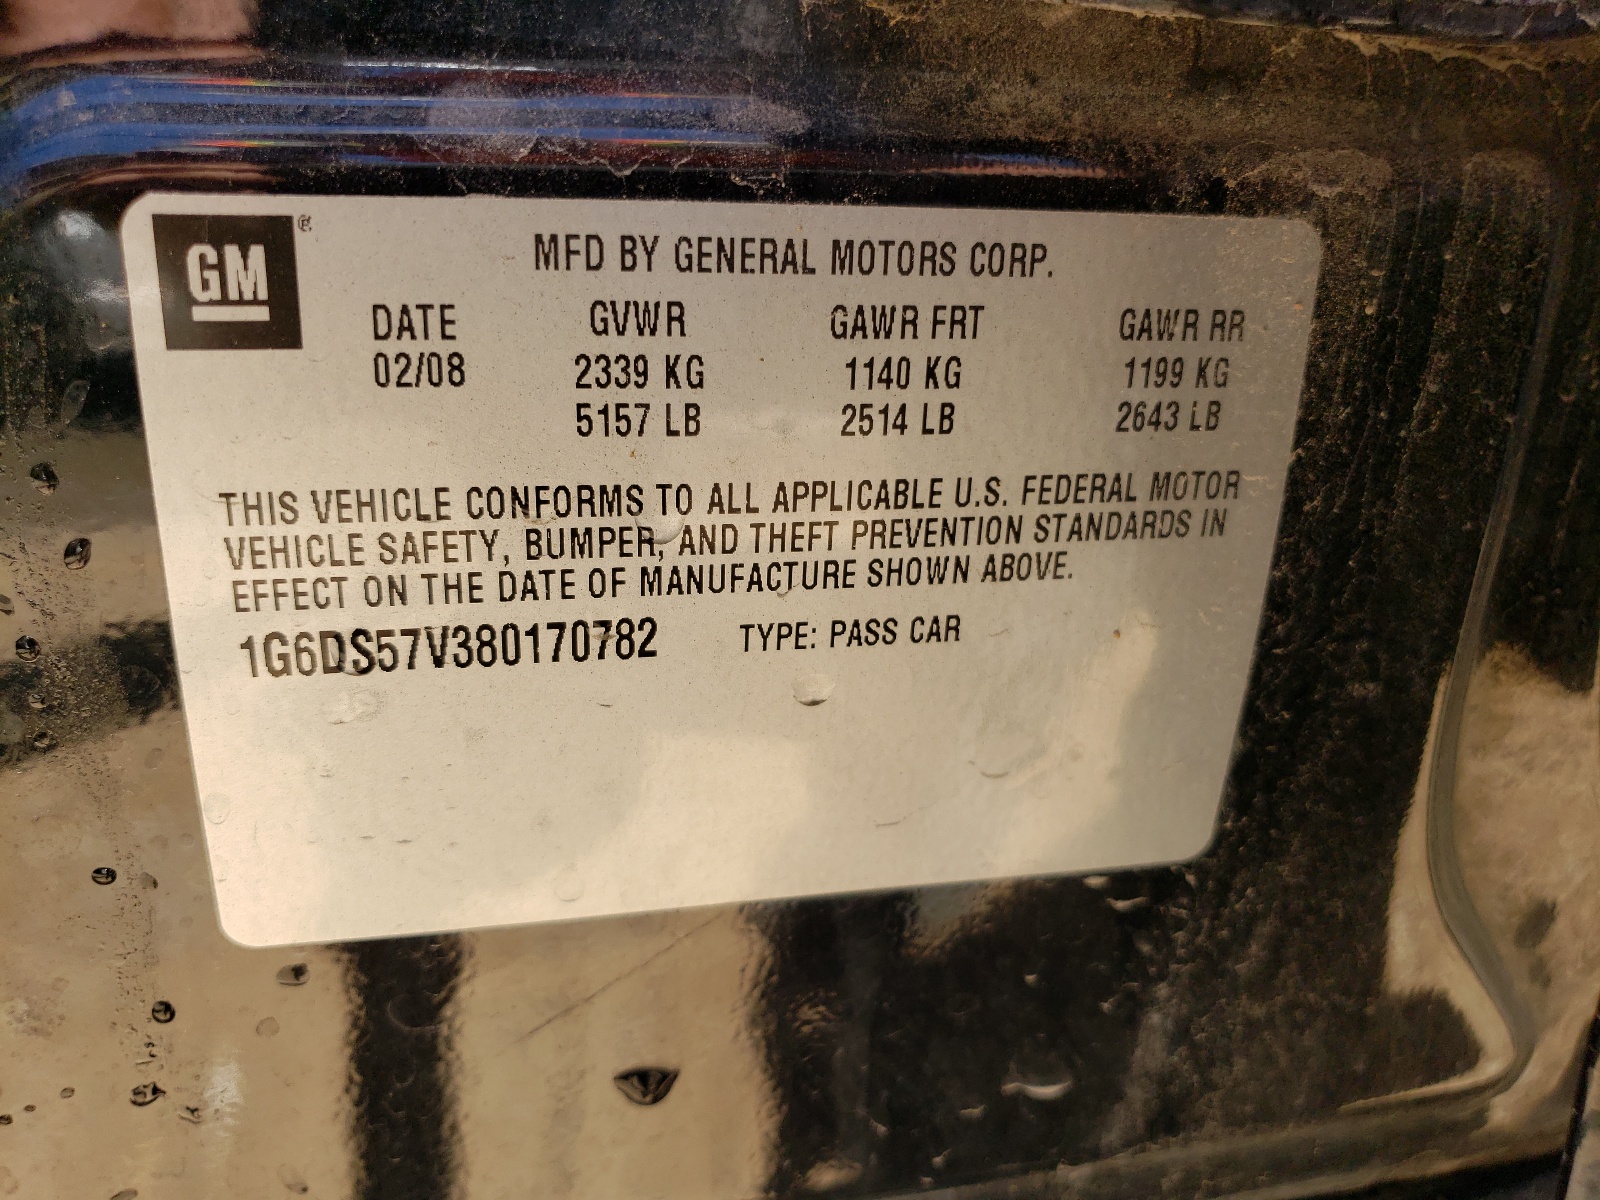 GM ®
MFD BY GENERAL MOTORS CORP.
DATE GVWR GAWR FRT GAWR RR
02/08 2339 KG 1140 KG 1199 KG
5157 LB 2514 LB 2643 LB
THIS VEHICLE CONFORMS TO ALL APPLICABLE U.S. FEDERAL MOTOR
VEHICLE SAFETY, BUMPER, AND THEFT PREVENTION STANDARDS IN
EFFECT ON THE DATE OF MANUFACTURE SHOWN ABOVE.
1G6DS57V380170782 TYPE: PASS CAR